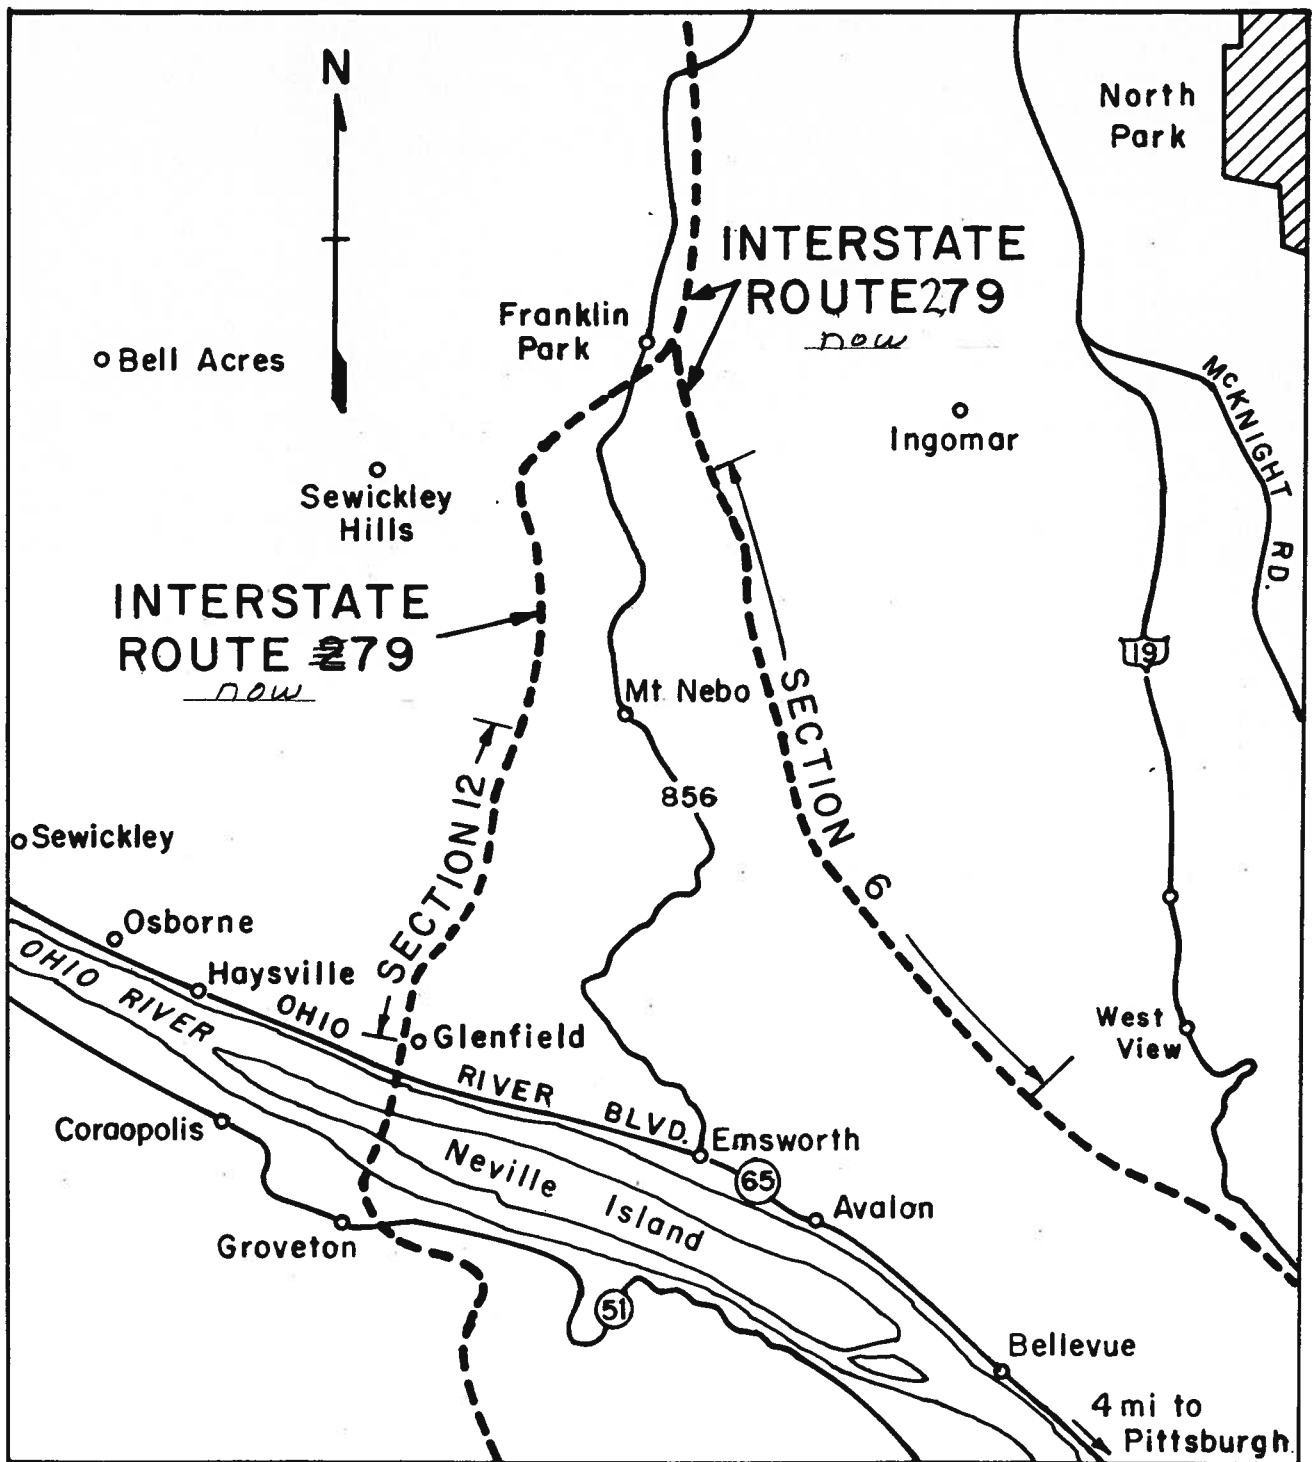 N
North
Park
INTERSTATE
ROUTE 279
now
Franklin
Park
Bell Acres
McKNIGHT RD.
Ingomar
Sewickley
Hills
INTERSTATE
ROUTE 279
now
19
Mt Nebo
SECTION 6
856
SECTION 12
Sewickley
Osborne
Haysville
OHIO RIVER
OHIO RIVER BLVD.
Glenfield
West
View
Coraopolis
Emsworth
Neville Island
65
Avalon
Groveton
51
Bellevue
4 mi to
Pittsburgh